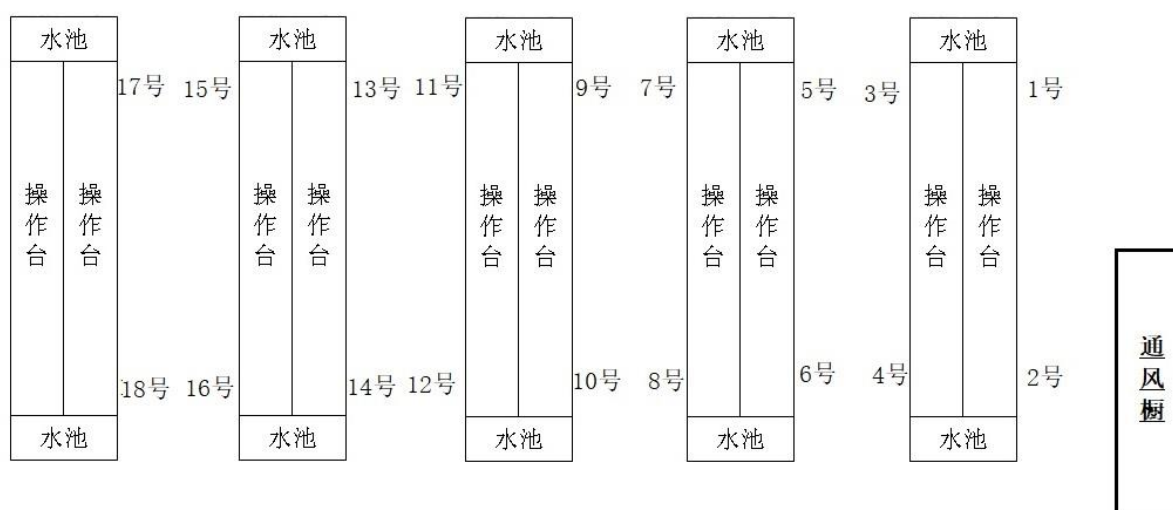 水池 水池 水池 水池 水池
17号 15号 13号 11号 9号 7号 5号 3号 1号
操作台 操作台 操作台 操作台 操作台 操作台 操作台 操作台 操作台 操作台
通风橱
18号 16号 14号 12号 10号 8号 6号 4号 2号
水池 水池 水池 水池 水池